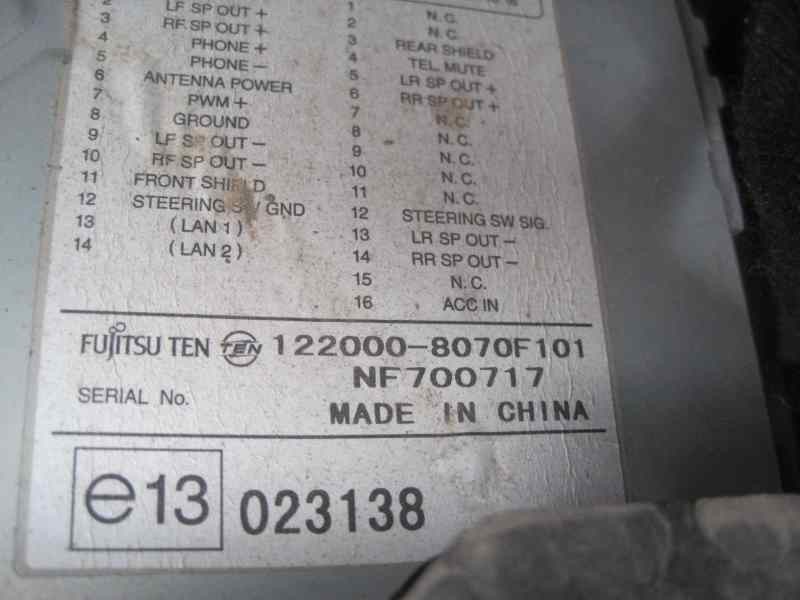 2 LF SP OUT +
3 RF SP OUT +
4 PHONE +
5 PHONE −
6 ANTENNA POWER
7 PWM +
8 GROUND
9 LF SP OUT −
10 RF SP OUT −
11 FRONT SHIELD
12 STEERING SW GND
13 (LAN 1)
14 (LAN 2)
1 N.C.
2 N.C.
3 REAR SHIELD
4 TEL. MUTE
5 LR SP OUT +
6 RR SP OUT +
7 N.C.
8 N.C.
9 N.C.
10 N.C.
11 N.C.
12 STEERING SW SIG.
13 LR SP OUT −
14 RR SP OUT −
15 N.C.
16 ACC IN
FUJITSU TEN TEN 122000-8070F101
NF700717
SERIAL No.
MADE IN CHINA
e13 023138